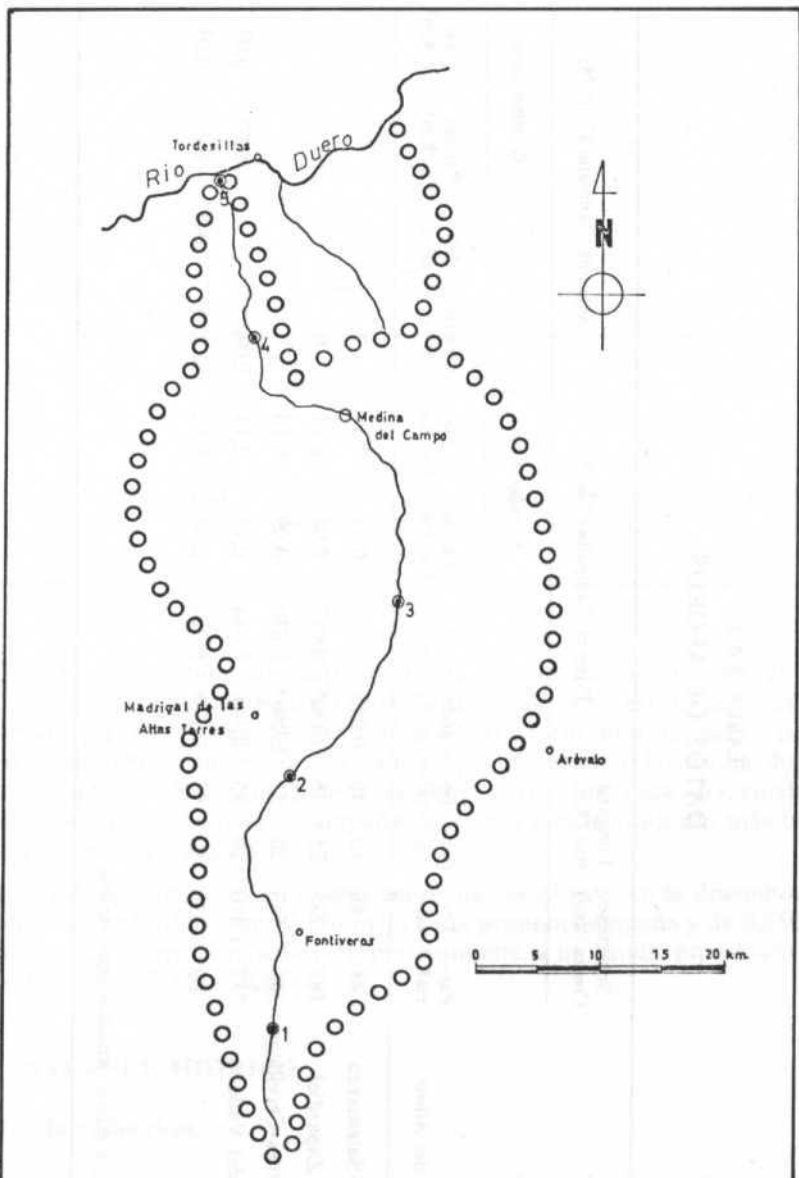 Tordesillas
Rio Duero
5
4
Medina
del Campo
3
Madrigal de las
Altas Torres
2
Arévalo
Fontiveros
1
N
0 5 10 15 20 km.